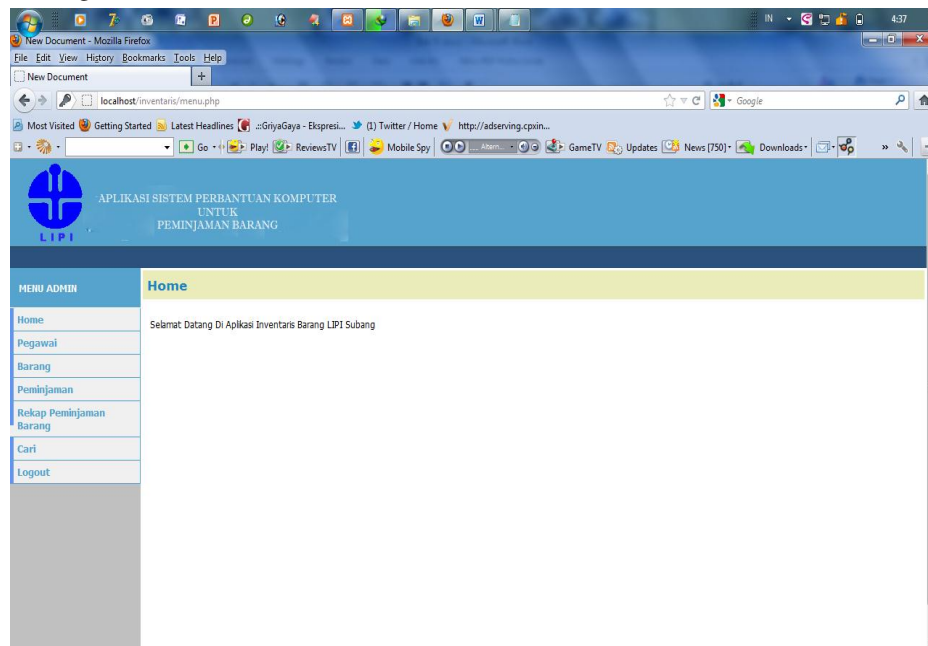 IN 4:37
New Document - Mozilla Firefox
File Edit View History Bookmarks Tools Help
New Document +
localhost/inventaris/menu.php Google
Most Visited Getting Started Latest Headlines .::GriyaGaya - Ekspresi... (1) Twitter / Home http://adserving.cpxin...
Go Play! ReviewsTV Mobile Spy GameTV Updates News [750] Downloads »
LIPI
APLIKASI SISTEM PERBANTUAN KOMPUTER
UNTUK
PEMINJAMAN BARANG
MENU ADMIN
Home
Pegawai
Barang
Peminjaman
Rekap Peminjaman
Barang
Cari
Logout
Home
Selamat Datang Di Aplikasi Inventaris Barang LIPI Subang